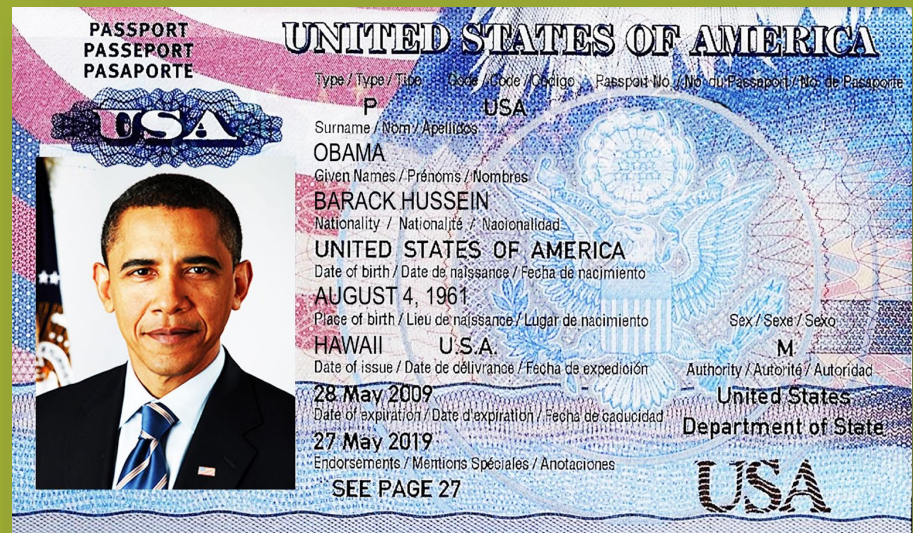 PASSPORT
PASSEPORT
PASAPORTE
USA
UNITED STATES OF AMERICA
Type / Type / Tipo Code / Code / Código Passport No. / No. du Passeport / No. de Pasaporte
P USA
Surname / Nom / Apellidos
OBAMA
Given Names / Prénoms / Nombres
BARACK HUSSEIN
Nationality / Nationalité / Nacionalidad
UNITED STATES OF AMERICA
Date of birth / Date de naissance / Fecha de nacimiento
AUGUST 4, 1961
Place of birth / Lieu de naissance / Lugar de nacimiento Sex / Sexe / Sexo
HAWAII U.S.A. M
Date of issue / Date de délivrance / Fecha de expedición Authority / Autorité / Autoridad
28 May 2009 United States
Date of expiration / Date d'expiration / Fecha de caducidad Department of State
27 May 2019
Endorsements / Mentions Spéciales / Anotaciones
SEE PAGE 27
USA